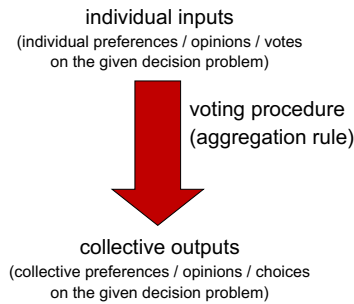 individual inputs
(individual preferences / opinions / votes
on the given decision problem)
voting procedure
(aggregation rule)
collective outputs
(collective preferences / opinions / choices
on the given decision problem)